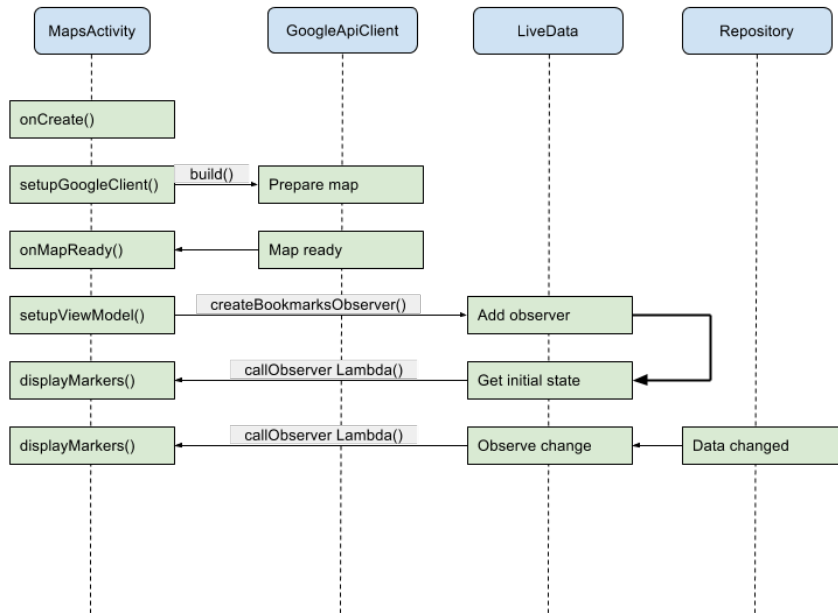 MapsActivity
GoogleApiClient
LiveData
Repository
onCreate()
setupGoogleClient()
build()
Prepare map
onMapReady()
Map ready
setupViewModel()
createBookmarksObserver()
Add observer
displayMarkers()
callObserver Lambda()
Get initial state
displayMarkers()
callObserver Lambda()
Observe change
Data changed